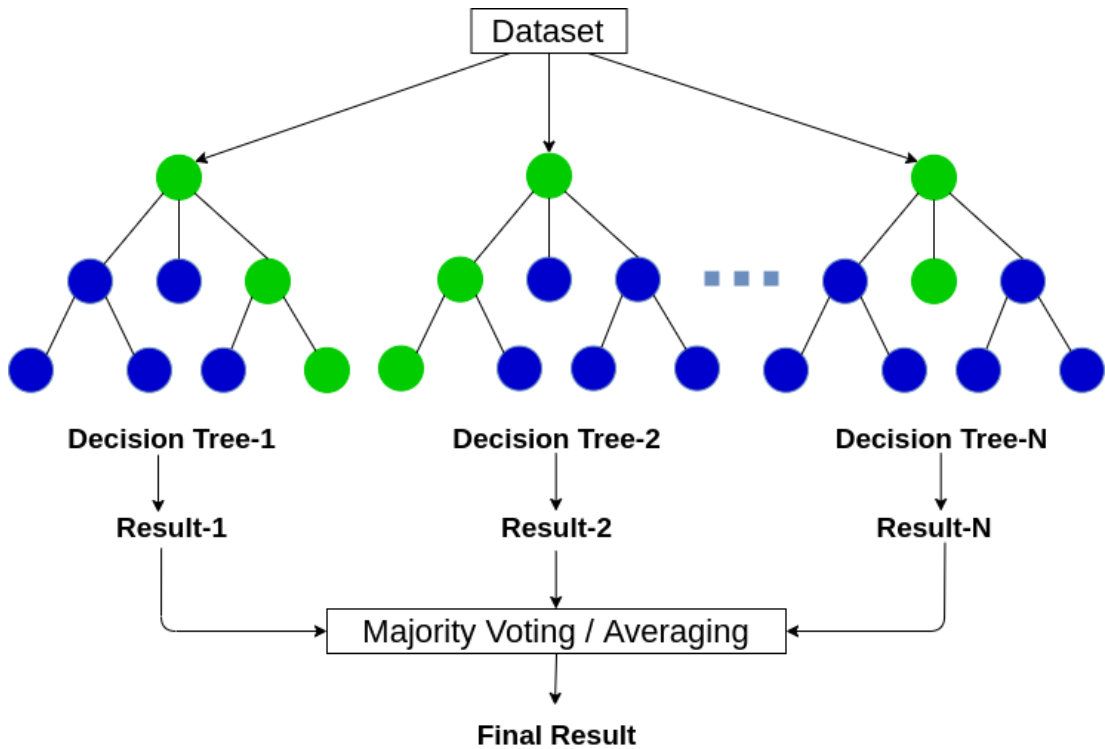 Dataset
Decision Tree-1
Decision Tree-2
Decision Tree-N
Result-1
Result-2
Result-N
Majority Voting / Averaging
Final Result